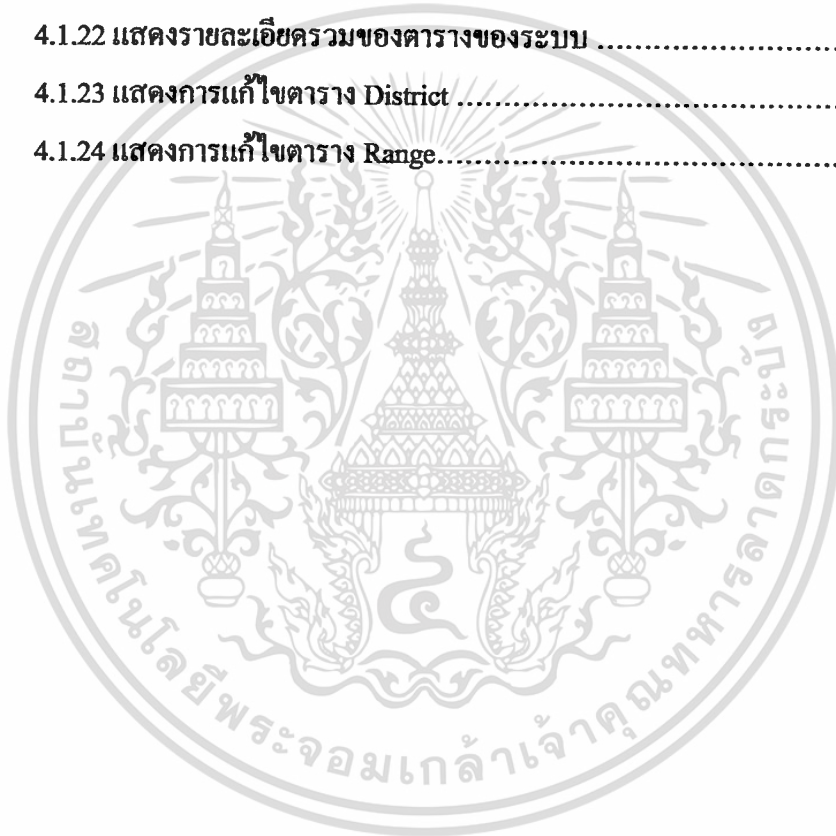 4.1.22 แสดงรายละเอียดรวมของตารางของระบบ ........................
4.1.23 แสดงการแก้ไขตาราง District ........................................
4.1.24 แสดงการแก้ไขตาราง Range..........................................
สถาบันเทคโนโลยีพระจอมเกล้าเจ้าคุณทหารลาดกระบัง